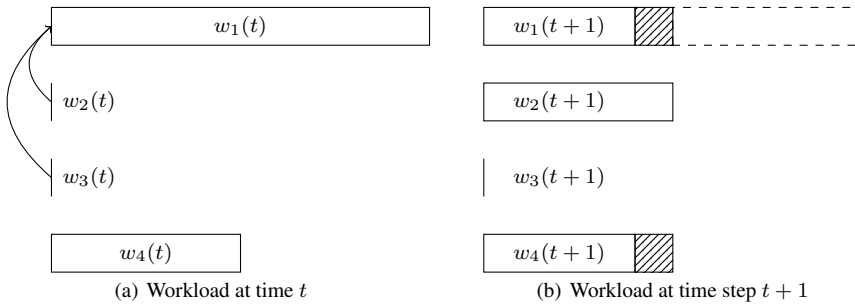 w₁(t) w₁(t + 1)
w₂(t) w₂(t + 1)
w₃(t) w₃(t + 1)
w₄(t) w₄(t + 1)
(a) Workload at time t (b) Workload at time step t + 1